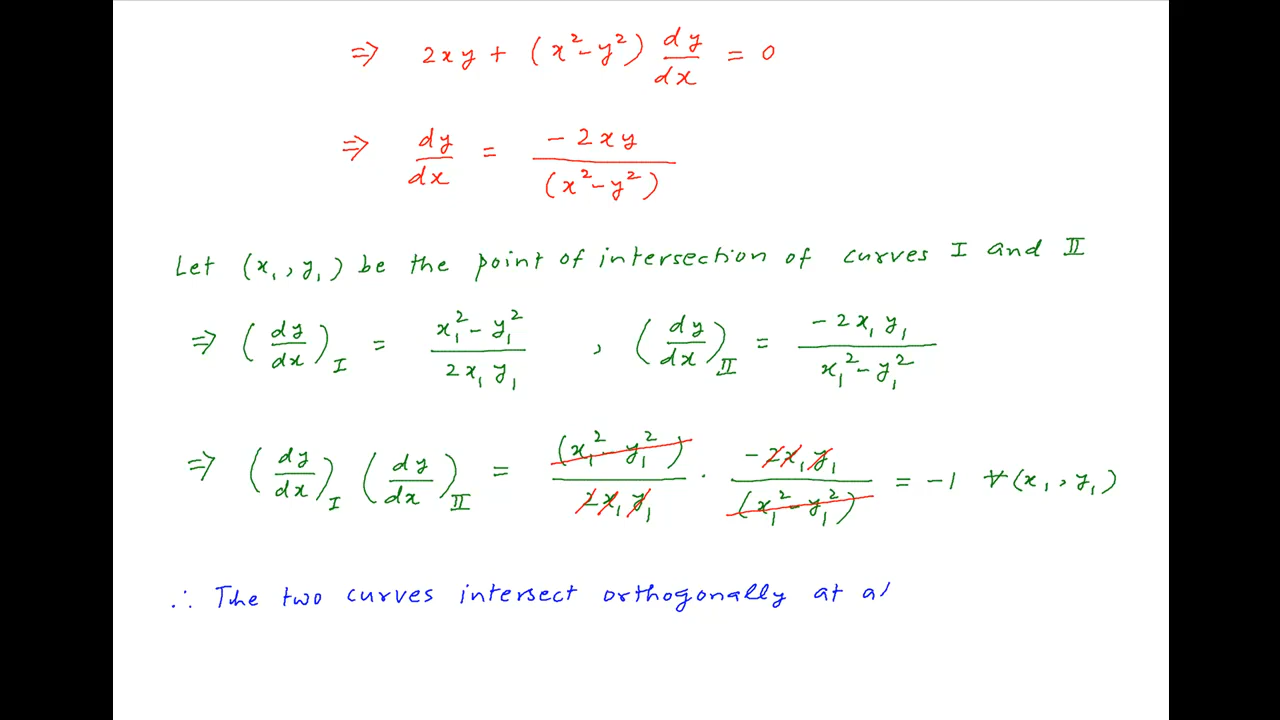 ⇒ 2xy + (x² - y²) dy/dx = 0
⇒ dy/dx = -2xy / (x² - y²)
Let (x₁, y₁) be the point of intersection of curves I and II
⇒ (dy/dx)_I = (x₁² - y₁²) / (2x₁y₁) , (dy/dx)_II = (-2x₁y₁) / (x₁² - y₁²)
⇒ (dy/dx)_I (dy/dx)_II = (x₁² - y₁²) / (2x₁y₁) · (-2x₁y₁) / (x₁² - y₁²) = -1 ∀ (x₁, y₁)
∴ The two curves intersect orthogonally at al